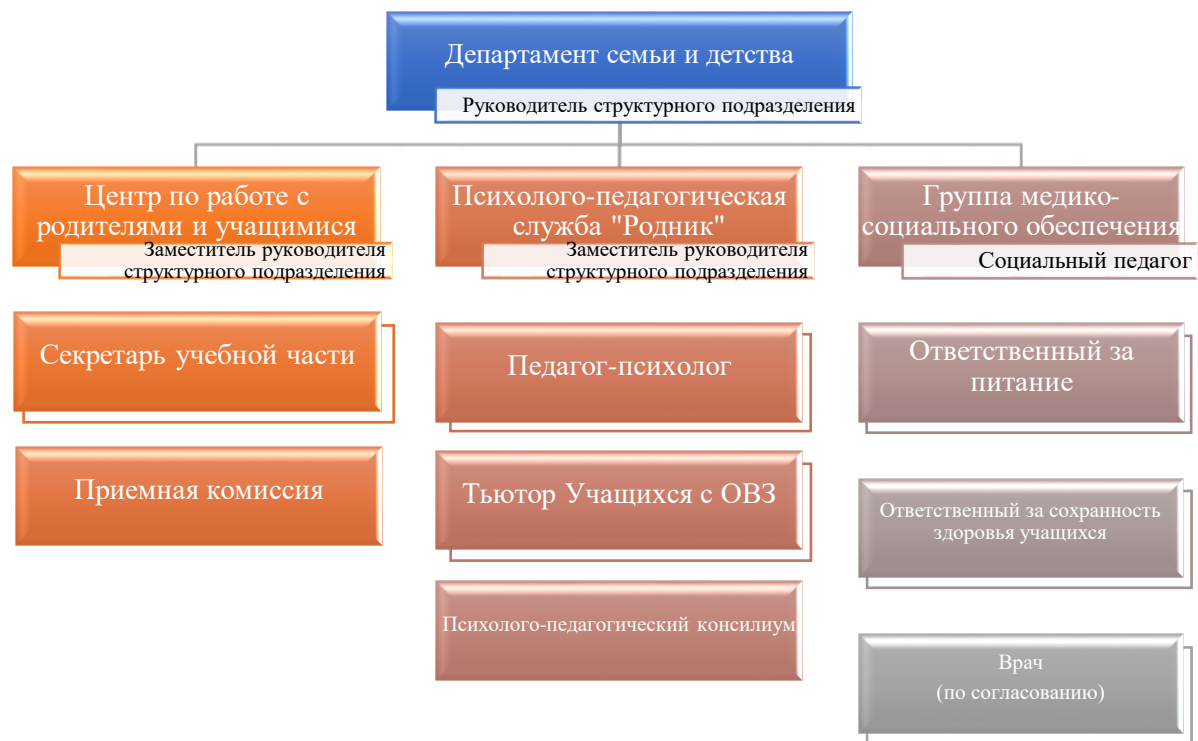 Департамент семьи и детства
Руководитель структурного подразделения
Центр по работе с
родителями и учащимися
Заместитель руководителя
структурного подразделения
Психолого-педагогическая
служба "Родник"
Заместитель руководителя
структурного подразделения
Группа медико-
социального обеспечения
Социальный педагог
Секретарь учебной части
Приемная комиссия
Педагог-психолог
Тьютор Учащихся с ОВЗ
Психолого-педагогический консилиум
Ответственный за
питание
Ответственный за сохранность
здоровья учащихся
Врач
(по согласованию)